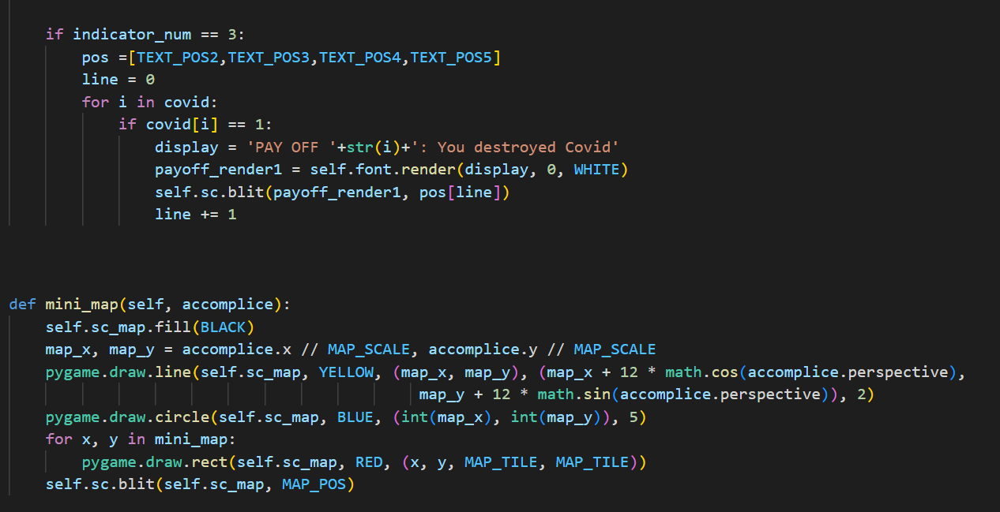 if indicator_num == 3:
    pos =[TEXT_POS2,TEXT_POS3,TEXT_POS4,TEXT_POS5]
    line = 0
    for i in covid:
        if covid[i] == 1:
            display = 'PAY OFF '+str(i)+': You destroyed Covid'
            payoff_render1 = self.font.render(display, 0, WHITE)
            self.sc.blit(payoff_render1, pos[line])
            line += 1
def mini_map(self, accomplice):
    self.sc_map.fill(BLACK)
    map_x, map_y = accomplice.x // MAP_SCALE, accomplice.y // MAP_SCALE
    pygame.draw.line(self.sc_map, YELLOW, (map_x, map_y), (map_x + 12 * math.cos(accomplice.perspective),
                                             map_y + 12 * math.sin(accomplice.perspective)), 2)
    pygame.draw.circle(self.sc_map, BLUE, (int(map_x), int(map_y)), 5)
    for x, y in mini_map:
        pygame.draw.rect(self.sc_map, RED, (x, y, MAP_TILE, MAP_TILE))
    self.sc.blit(self.sc_map, MAP_POS)